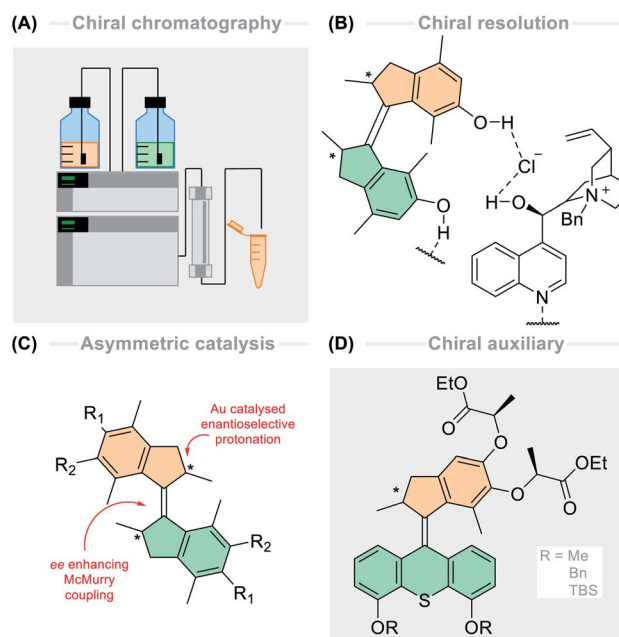 (A) Chiral chromatography
(B) Chiral resolution
*
O
H
*
Cl
−
H
O
O
H
N
+
Bn
N
(C) Asymmetric catalysis
R1
R2
Au catalysed
enantioselective
protonation
*
*
ee enhancing
McMurry
coupling
R2
R1
(D) Chiral auxiliary
EtO
O
O
*
O
OEt
O
R = Me
Bn
TBS
S
OR
OR